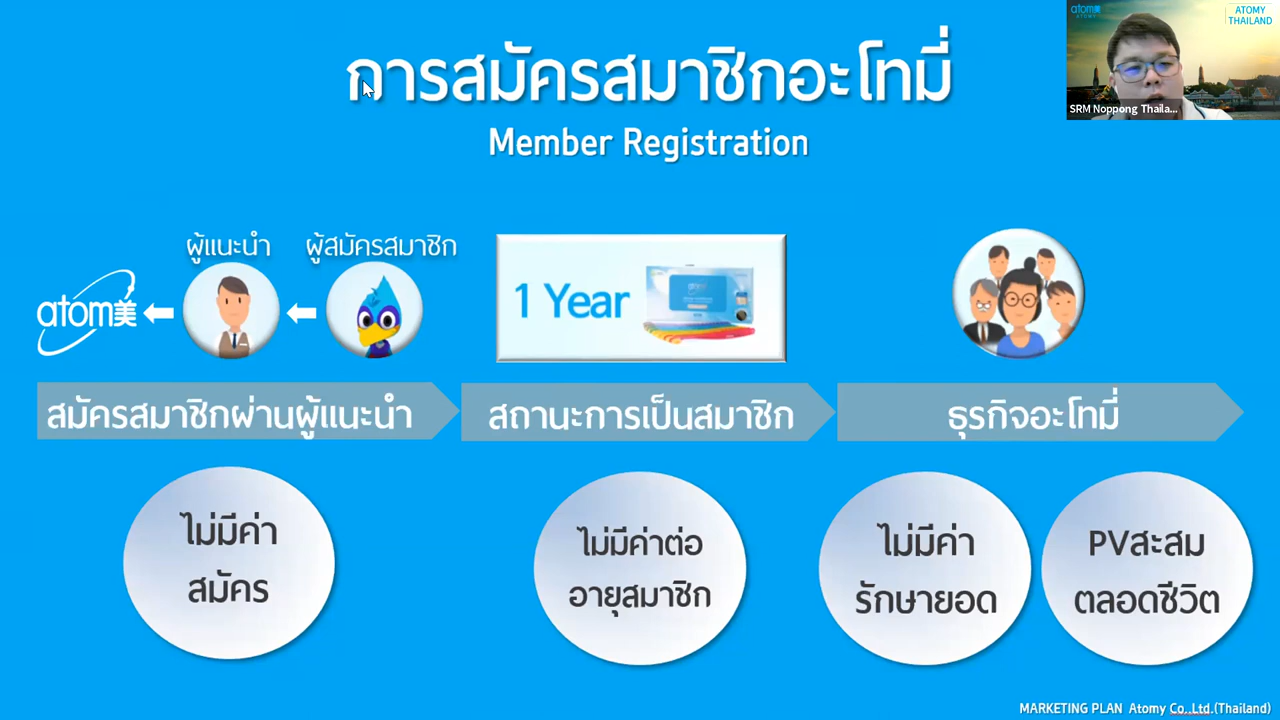 การสมัครสมาชิกอะโทมี่
Member Registration
atom美
ATOMY
THAILAND
SRM Noppong Thaila...
ผู้แนะนำ
ผู้สมัครสมาชิก
atom美
1 Year
สมัครสมาชิกผ่านผู้แนะนำ
สถานะการเป็นสมาชิก
ธุรกิจอะโทมี่
ไม่มีค่า
สมัคร
ไม่มีค่าต่อ
อายุสมาชิก
ไม่มีค่า
รักษายอด
PVสะสม
ตลอดชีวิต
MARKETING PLAN Atomy Co.,Ltd.(Thailand)